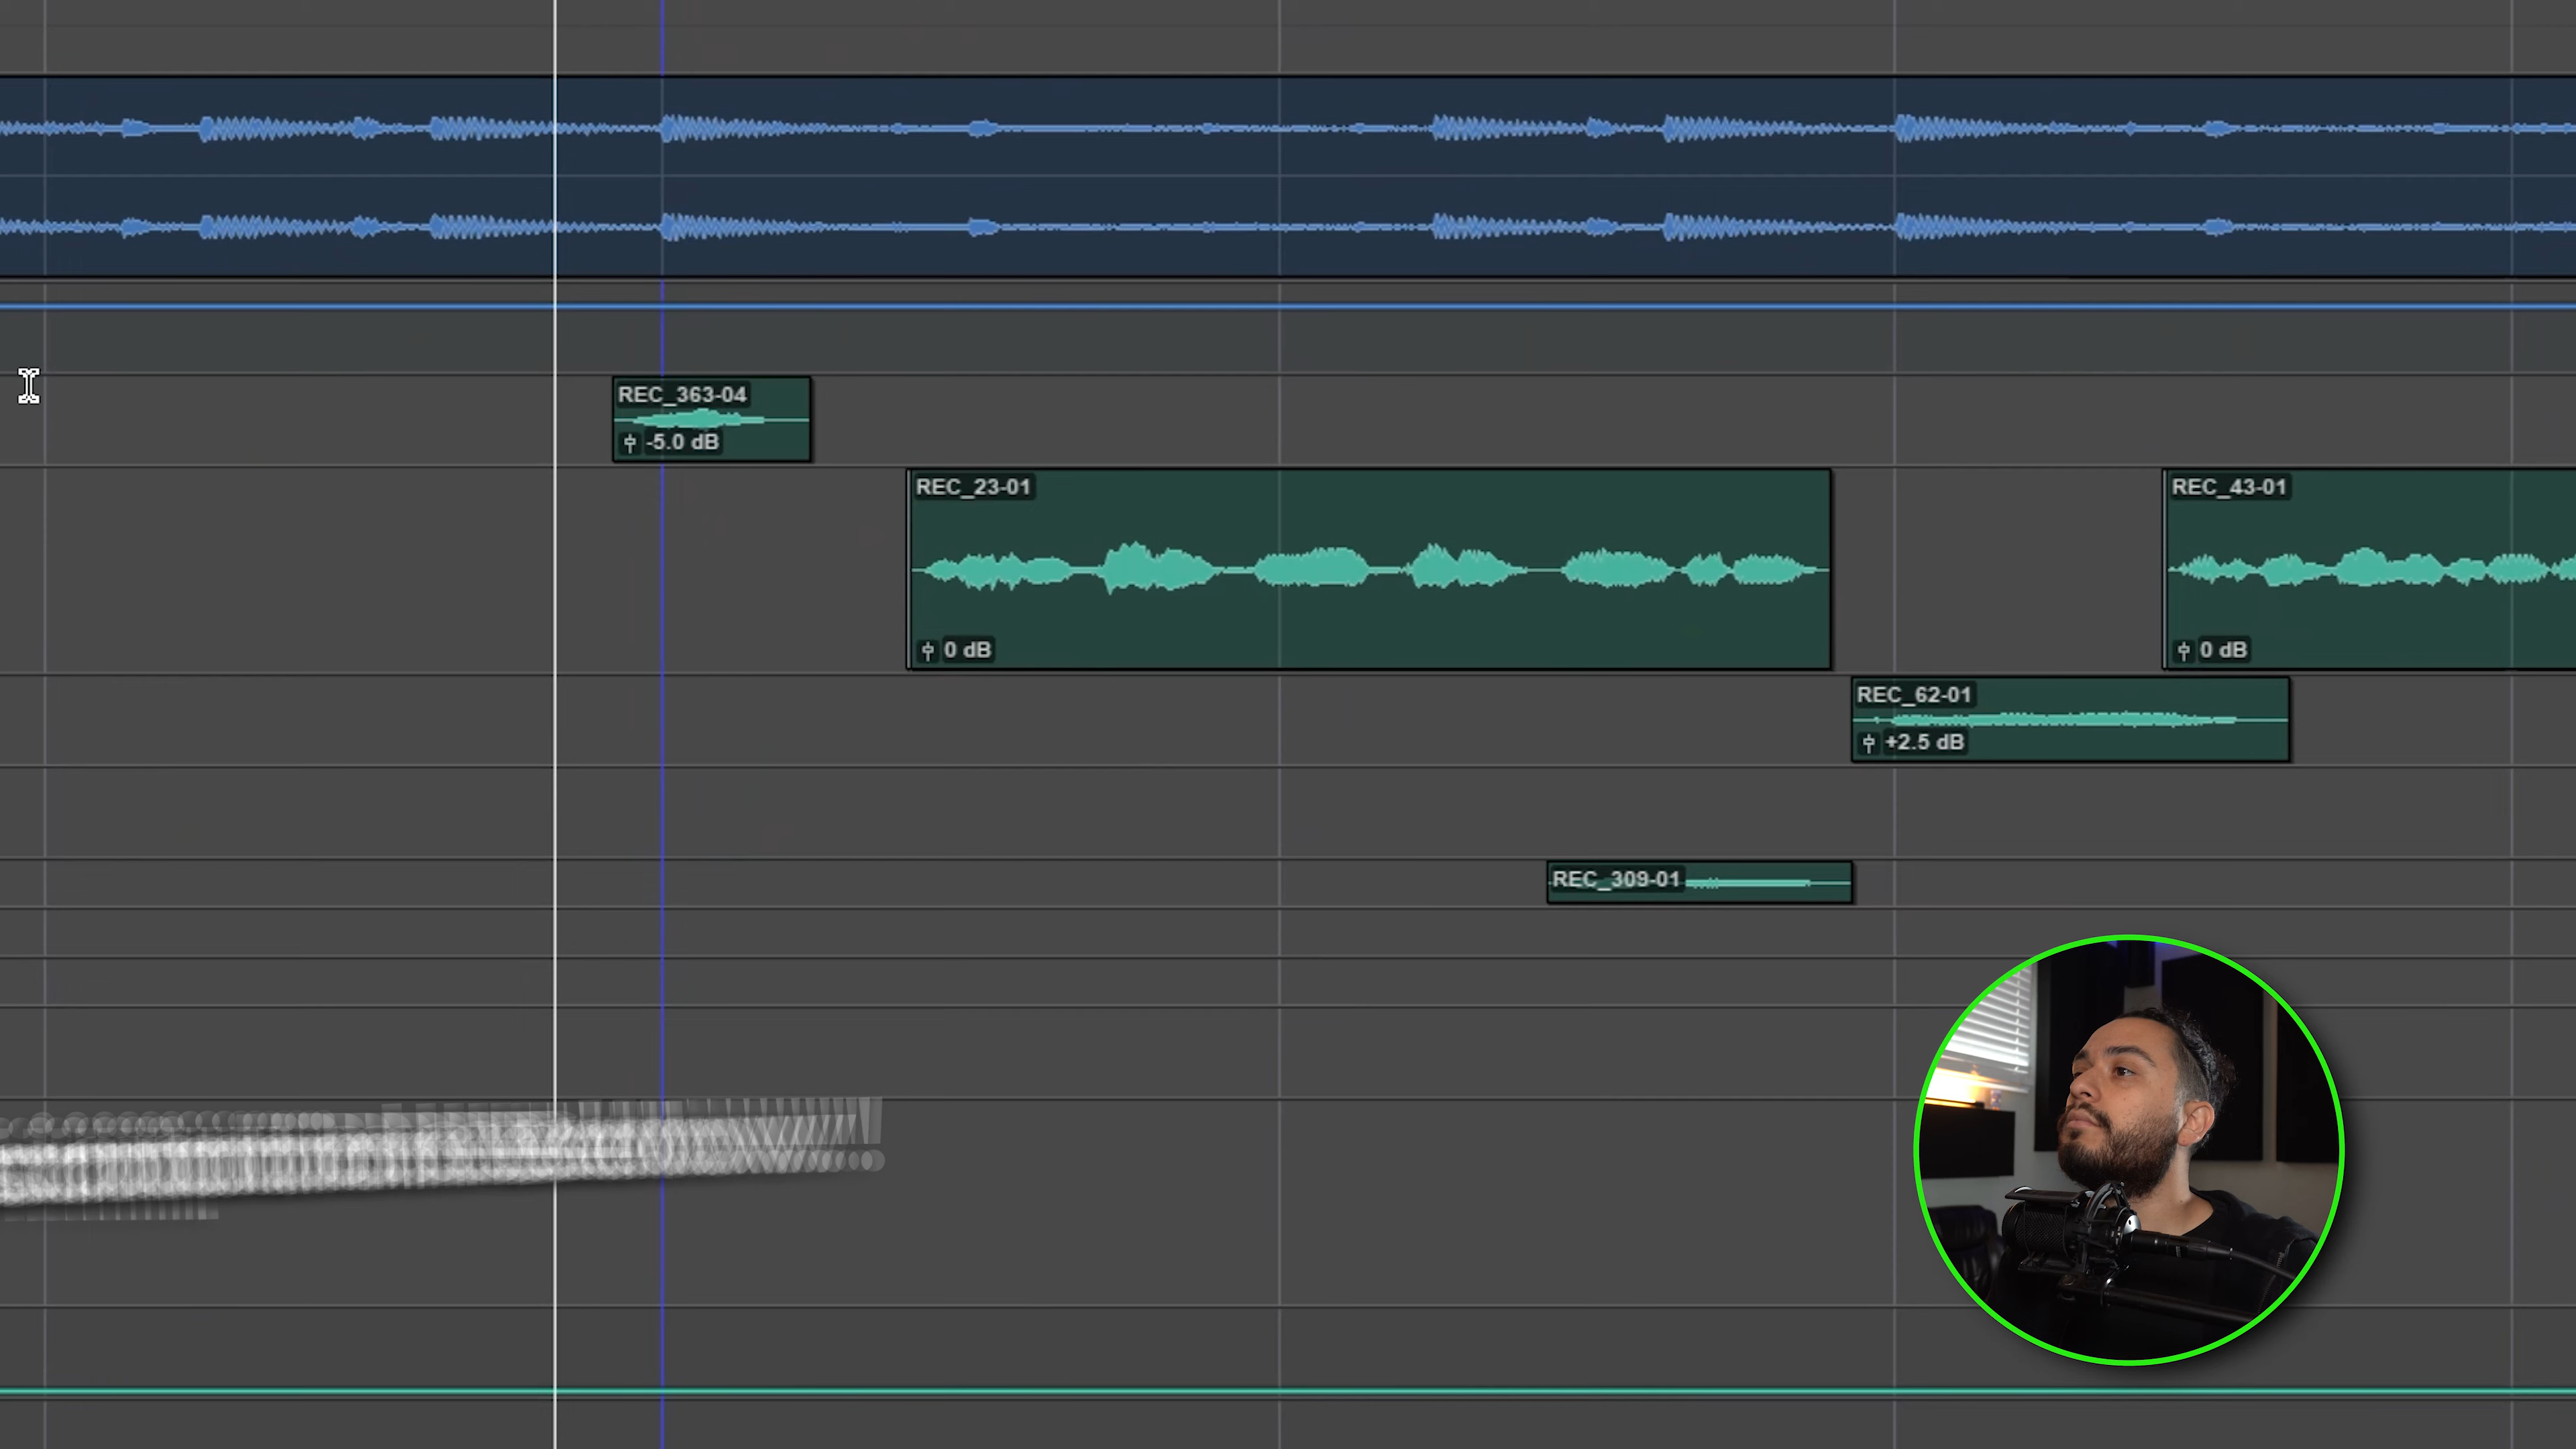 REC_363-04
-5.0 dB
REC_23-01
0 dB
REC_43-01
0 dB
REC_62-01
+2.5 dB
REC_309-01